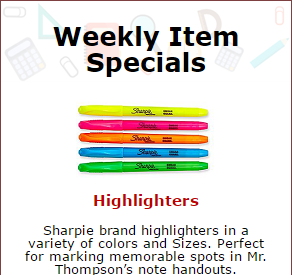 Weekly Item
Specials
Sharpie
Sharpie
Sharpie
Sharpie
Sharpie
Highlighters
Sharpie brand highlighters in a
variety of colors and Sizes. Perfect
for marking memorable spots in Mr.
Thompson’s note handouts.